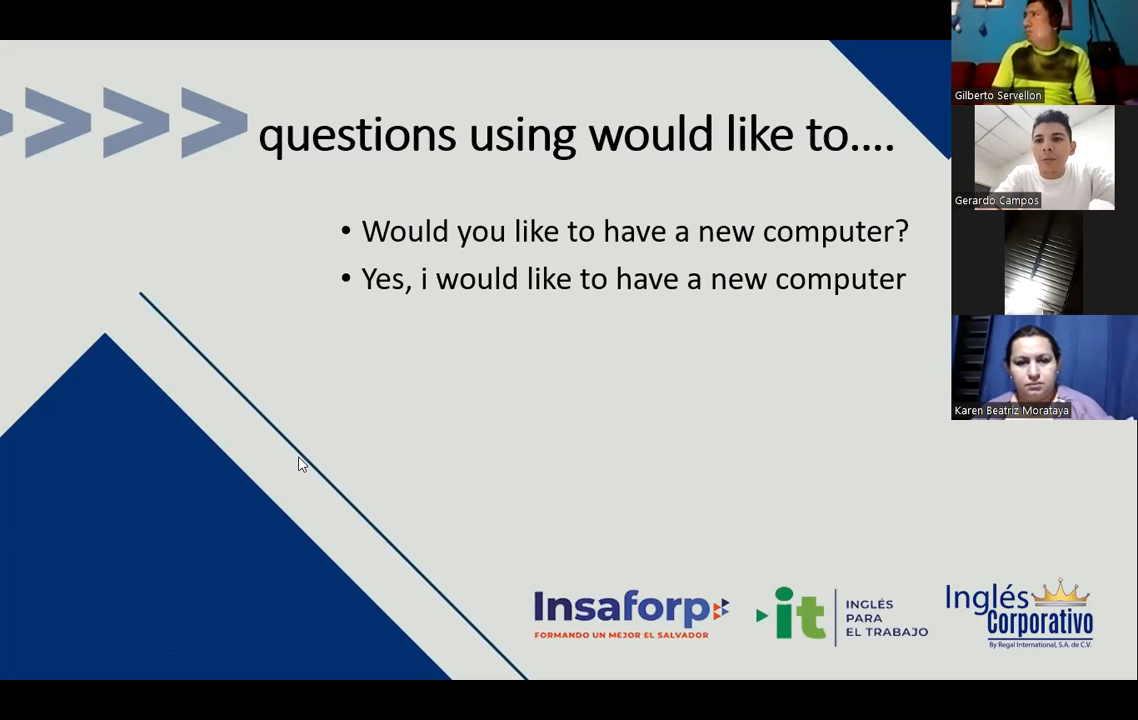 questions using would like to....
• Would you like to have a new computer?
• Yes, i would like to have a new computer
Insaforp
FORMANDO UN MEJOR EL SALVADOR
it
INGLÉS
PARA
EL TRABAJO
Inglés
Corporativo
By Regal International, S.A. de C.V.
Gilberto Servellon
Gerardo Campos
Karen Beatriz Morataya